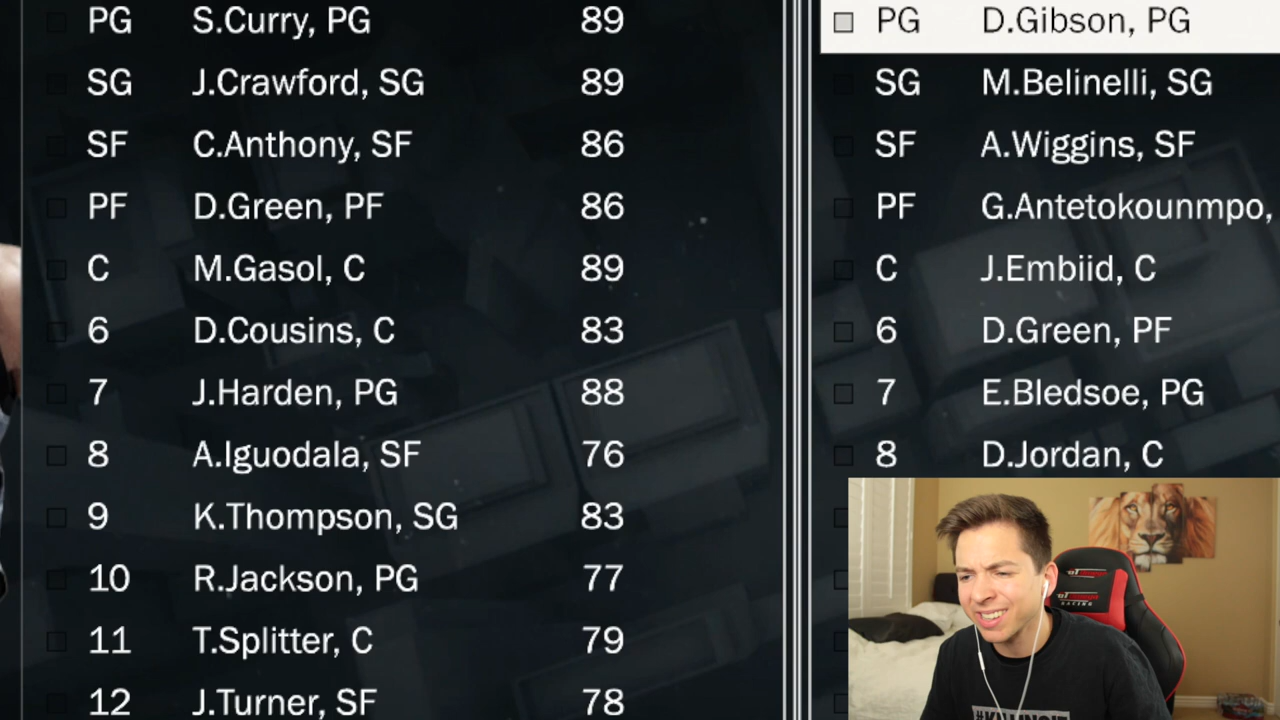 PG S.Curry, PG 89
SG J.Crawford, SG 89
SF C.Anthony, SF 86
PF D.Green, PF 86
C M.Gasol, C 89
6 D.Cousins, C 83
7 J.Harden, PG 88
8 A.Iguodala, SF 76
9 K.Thompson, SG 83
10 R.Jackson, PG 77
11 T.Splitter, C 79
12 J.Turner, SF 78
PG D.Gibson, PG
SG M.Belinelli, SG
SF A.Wiggins, SF
PF G.Antetokounmpo,
C J.Embiid, C
6 D.Green, PF
7 E.Bledsoe, PG
8 D.Jordan, C
RACING